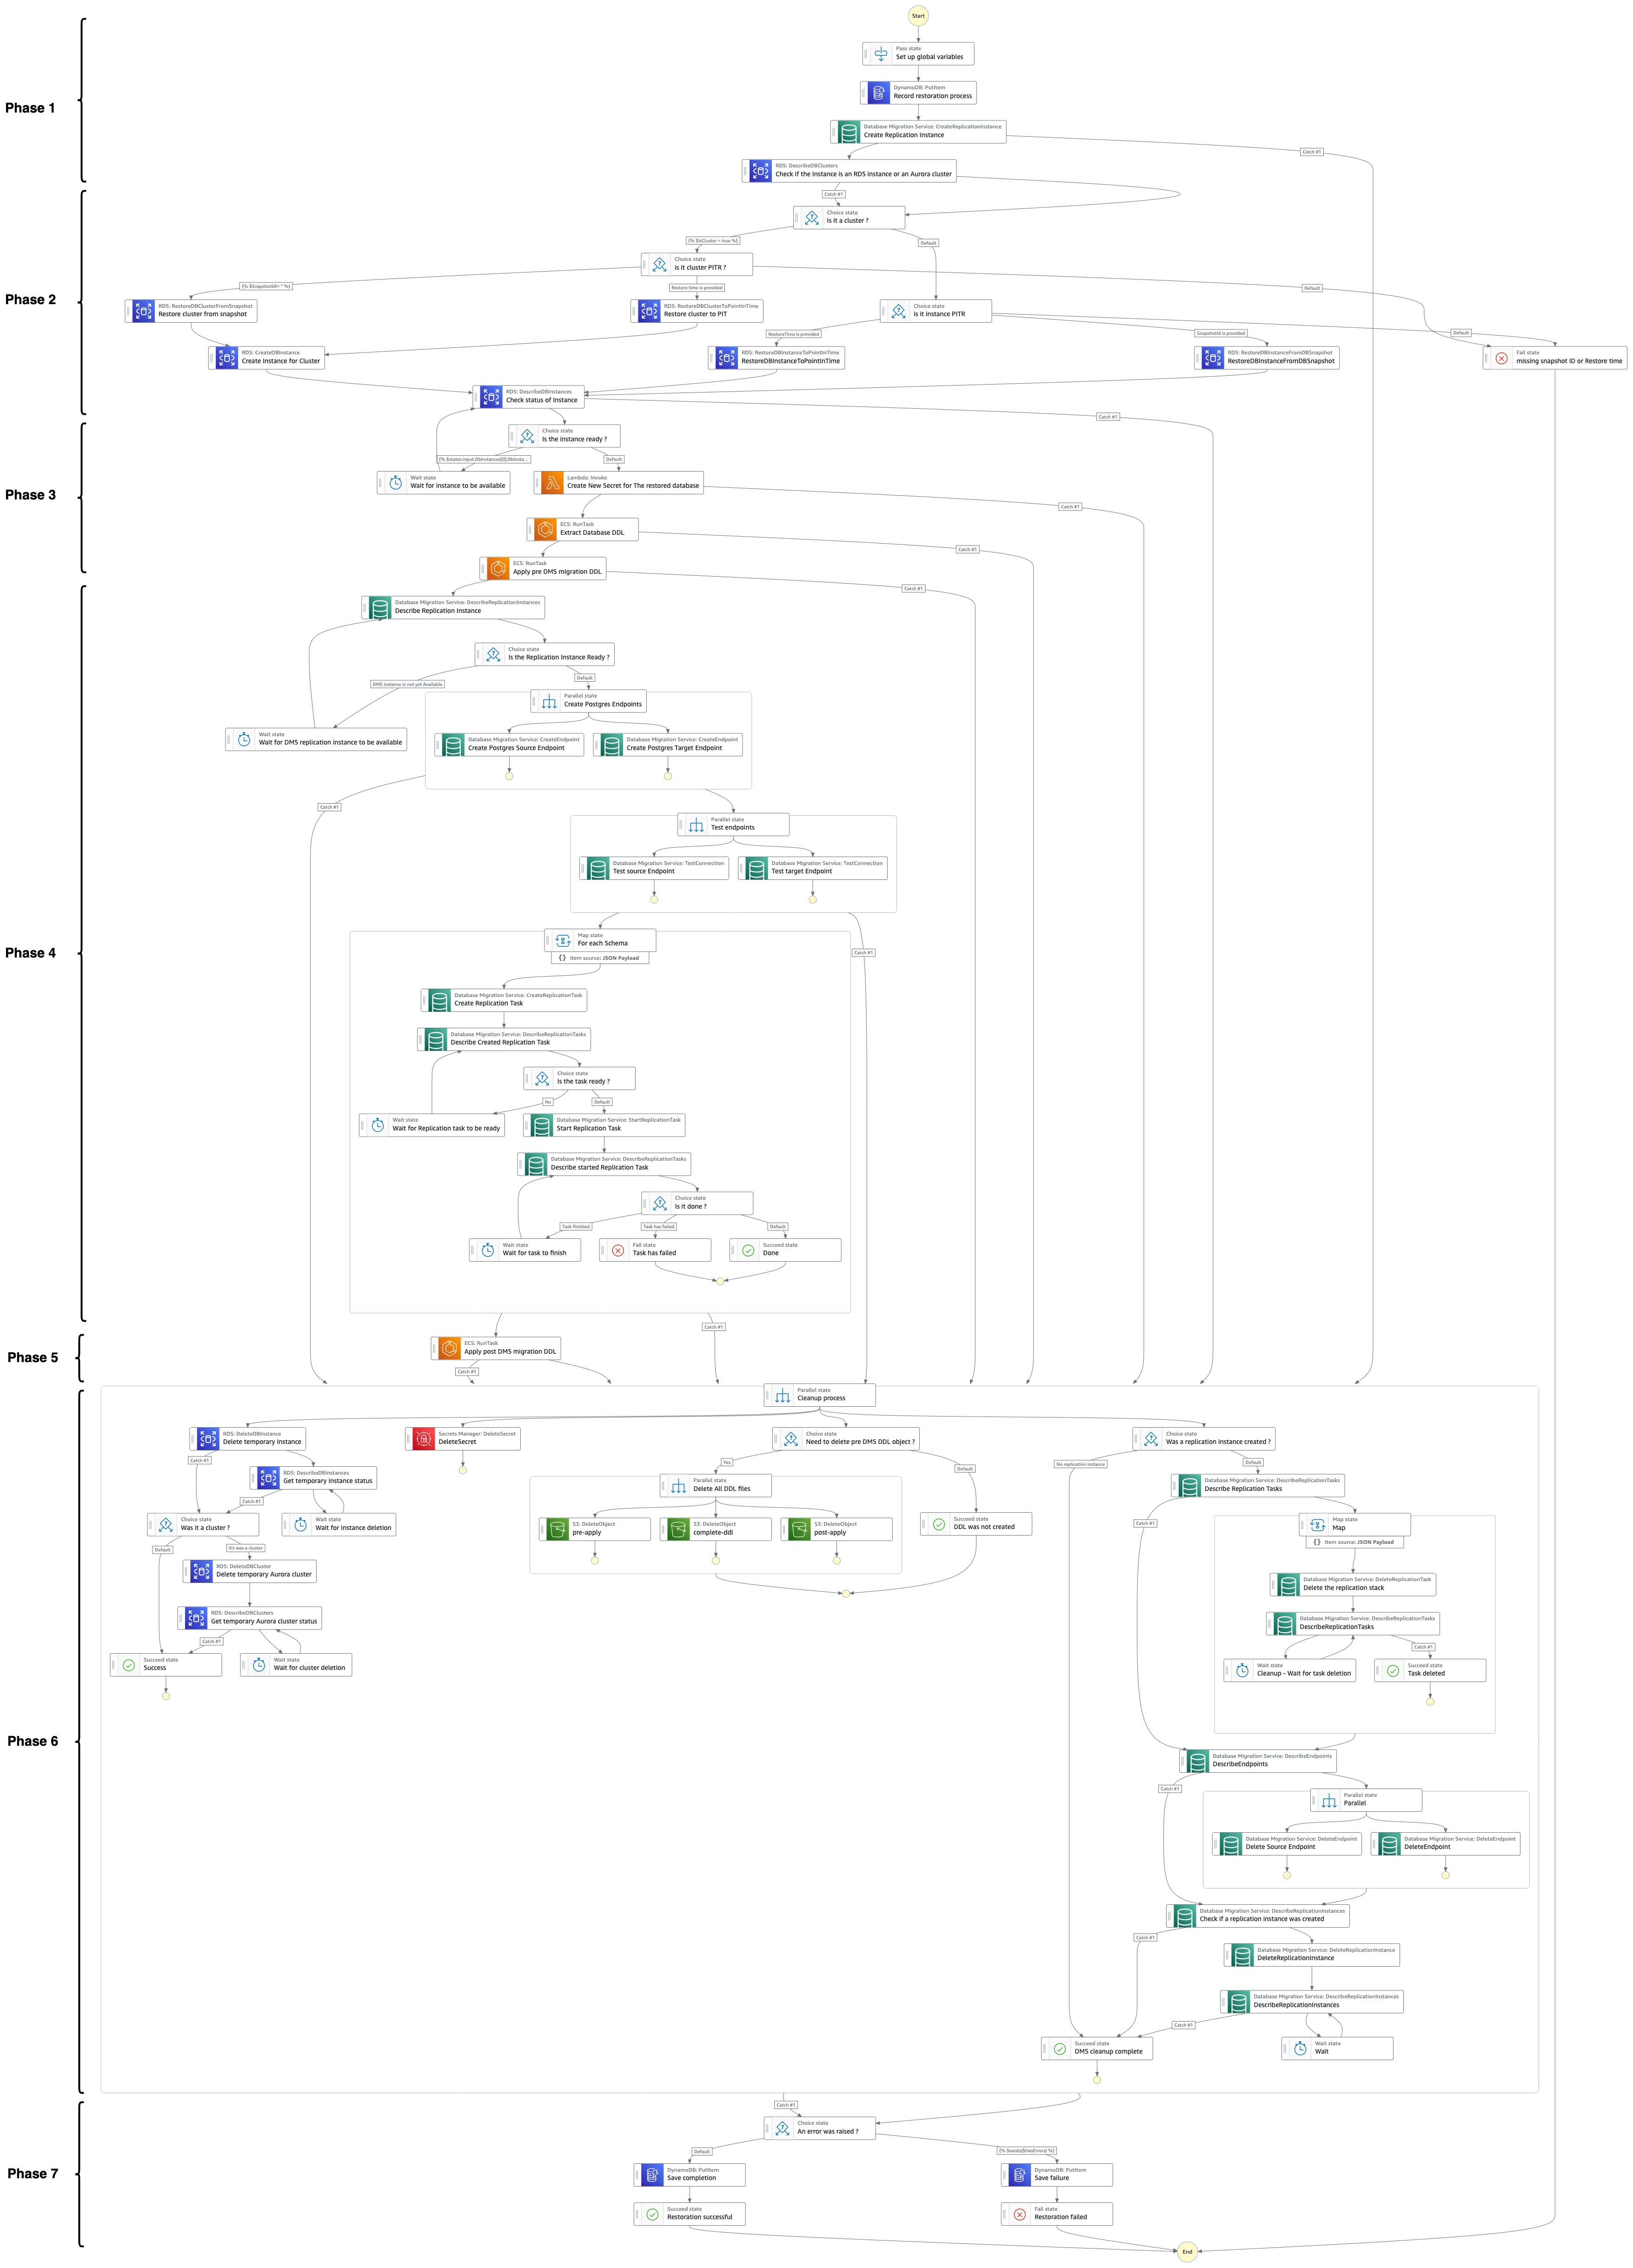 Start
Pass state
Set up global variables
DynamoDB: PutItem
Record restoration process
Phase 1
Database Migration Service: CreateReplicationInstance
Create Replication Instance
Catch #1
RDS: DescribeDBClusters
Check if the Instance is an RDS instance or an Aurora cluster
Catch #1
Choice state
Is it a cluster ?
{% $isCluster = true %}
Default
Choice state
Is it cluster PITR ?
Phase 2
Restore time is provided
Default
RDS: RestoreDBClusterFromSnapshot
Restore cluster from snapshot
RDS: RestoreDBClusterToPointInTime
Restore cluster to PIT
Choice state
is it instance PITR
RestoreTime is provided
SnapshotId is provided
Default
RDS: CreateDBInstance
Create Instance for Cluster
RDS: RestoreDBInstanceToPointInTime
RestoreDBInstanceToPointInTime
RDS: RestoreDBInstanceFromDBSnapshot
RestoreDBInstanceFromDBSnapshot
Fail state
missing snapshot ID or Restore time
RDS: DescribeDBInstances
Check status of Instance
Catch #1
Choice state
Is the instance ready ?
{% $states.input.DbInstances[0].DbInsta...
Default
Phase 3
Wait state
Wait for instance to be available
Lambda: Invoke
Create New Secret for The restored database
Catch #1
ECS: RunTask
Extract Database DDL
Catch #1
ECS: RunTask
Apply pre DMS migration DDL
Catch #1
Database Migration Service: DescribeReplicationInstances
Describe Replication Instance
Choice state
Is the Replication Instance Ready ?
DMS instance is not yet Available
Default
Parallel state
Create Postgres Endpoints
Wait state
Wait for DMS replication instance to be available
Database Migration Service: CreateEndpoint
Create Postgres Source Endpoint
Database Migration Service: CreateEndpoint
Create Postgres Target Endpoint
Catch #1
Parallel state
Test endpoints
Database Migration Service: TestConnection
Test source Endpoint
Database Migration Service: TestConnection
Test target Endpoint
Phase 4
Map state
For each Schema
{} Item source: JSON Payload
Catch #1
Database Migration Service: CreateReplicationTask
Create Replication Task
Database Migration Service: DescribeReplicationTasks
Describe Created Replication Task
Choice state
Is the task ready ?
No
Default
Wait state
Wait for Replication task to be ready
Database Migration Service: StartReplicationTask
Start Replication Task
Database Migration Service: DescribeReplicationTasks
Describe started Replication Task
Choice state
Is it done ?
Task finished
Task has failed
Default
Wait state
Wait for task to finish
Fail state
Task has failed
Succeed state
Done
Catch #1
Phase 5
ECS: RunTask
Apply post DMS migration DDL
Catch #1
Parallel state
Cleanup process
RDS: DeleteDBInstance
Delete temporary instance
Secrets Manager: DeleteSecret
DeleteSecret
Choice state
Need to delete pre DMS DDL object ?
Choice state
Was a replication instance created ?
Catch #1
Yes
Default
No replication instance
Default
RDS: DescribeDBInstances
Get temporary instance status
Parallel state
Delete All DDL files
Database Migration Service: DescribeReplicationTasks
Describe Replication Tasks
Catch #1
Choice state
Was it a cluster ?
Wait state
Wait for instance deletion
S3: DeleteObject
pre-apply
S3: DeleteObject
complete-ddl
S3: DeleteObject
post-apply
Succeed state
DDL was not created
Catch #1
Map state
Map
{} Item source: JSON Payload
Default
It's was a cluster
RDS: DeleteDBCluster
Delete temporary Aurora cluster
Database Migration Service: DeleteReplicationTask
Delete the replication stack
RDS: DescribeDBClusters
Get temporary Aurora cluster status
Database Migration Service: DescribeReplicationTasks
DescribeReplicationTasks
Catch #1
Catch #1
Succeed state
Success
Wait state
Wait for cluster deletion
Wait state
Cleanup - Wait for task deletion
Succeed state
Task deleted
Phase 6
Database Migration Service: DescribeEndpoints
DescribeEndpoints
Catch #1
Parallel state
Parallel
Database Migration Service: DeleteEndpoint
Delete Source Endpoint
Database Migration Service: DeleteEndpoint
DeleteEndpoint
Database Migration Service: DescribeReplicationInstances
Check if a replication instance was created
Catch #1
Database Migration Service: DeleteReplicationInstance
DeleteReplicationInstance
Database Migration Service: DescribeReplicationInstances
DescribeReplicationInstances
Catch #1
Succeed state
DMS cleanup complete
Wait state
Wait
Catch #1
Choice state
An error was raised ?
Default
{% $exists($HasErrors) %}
Phase 7
DynamoDB: PutItem
Save completion
DynamoDB: PutItem
Save failure
Succeed state
Restoration successful
Fail state
Restoration failed
End